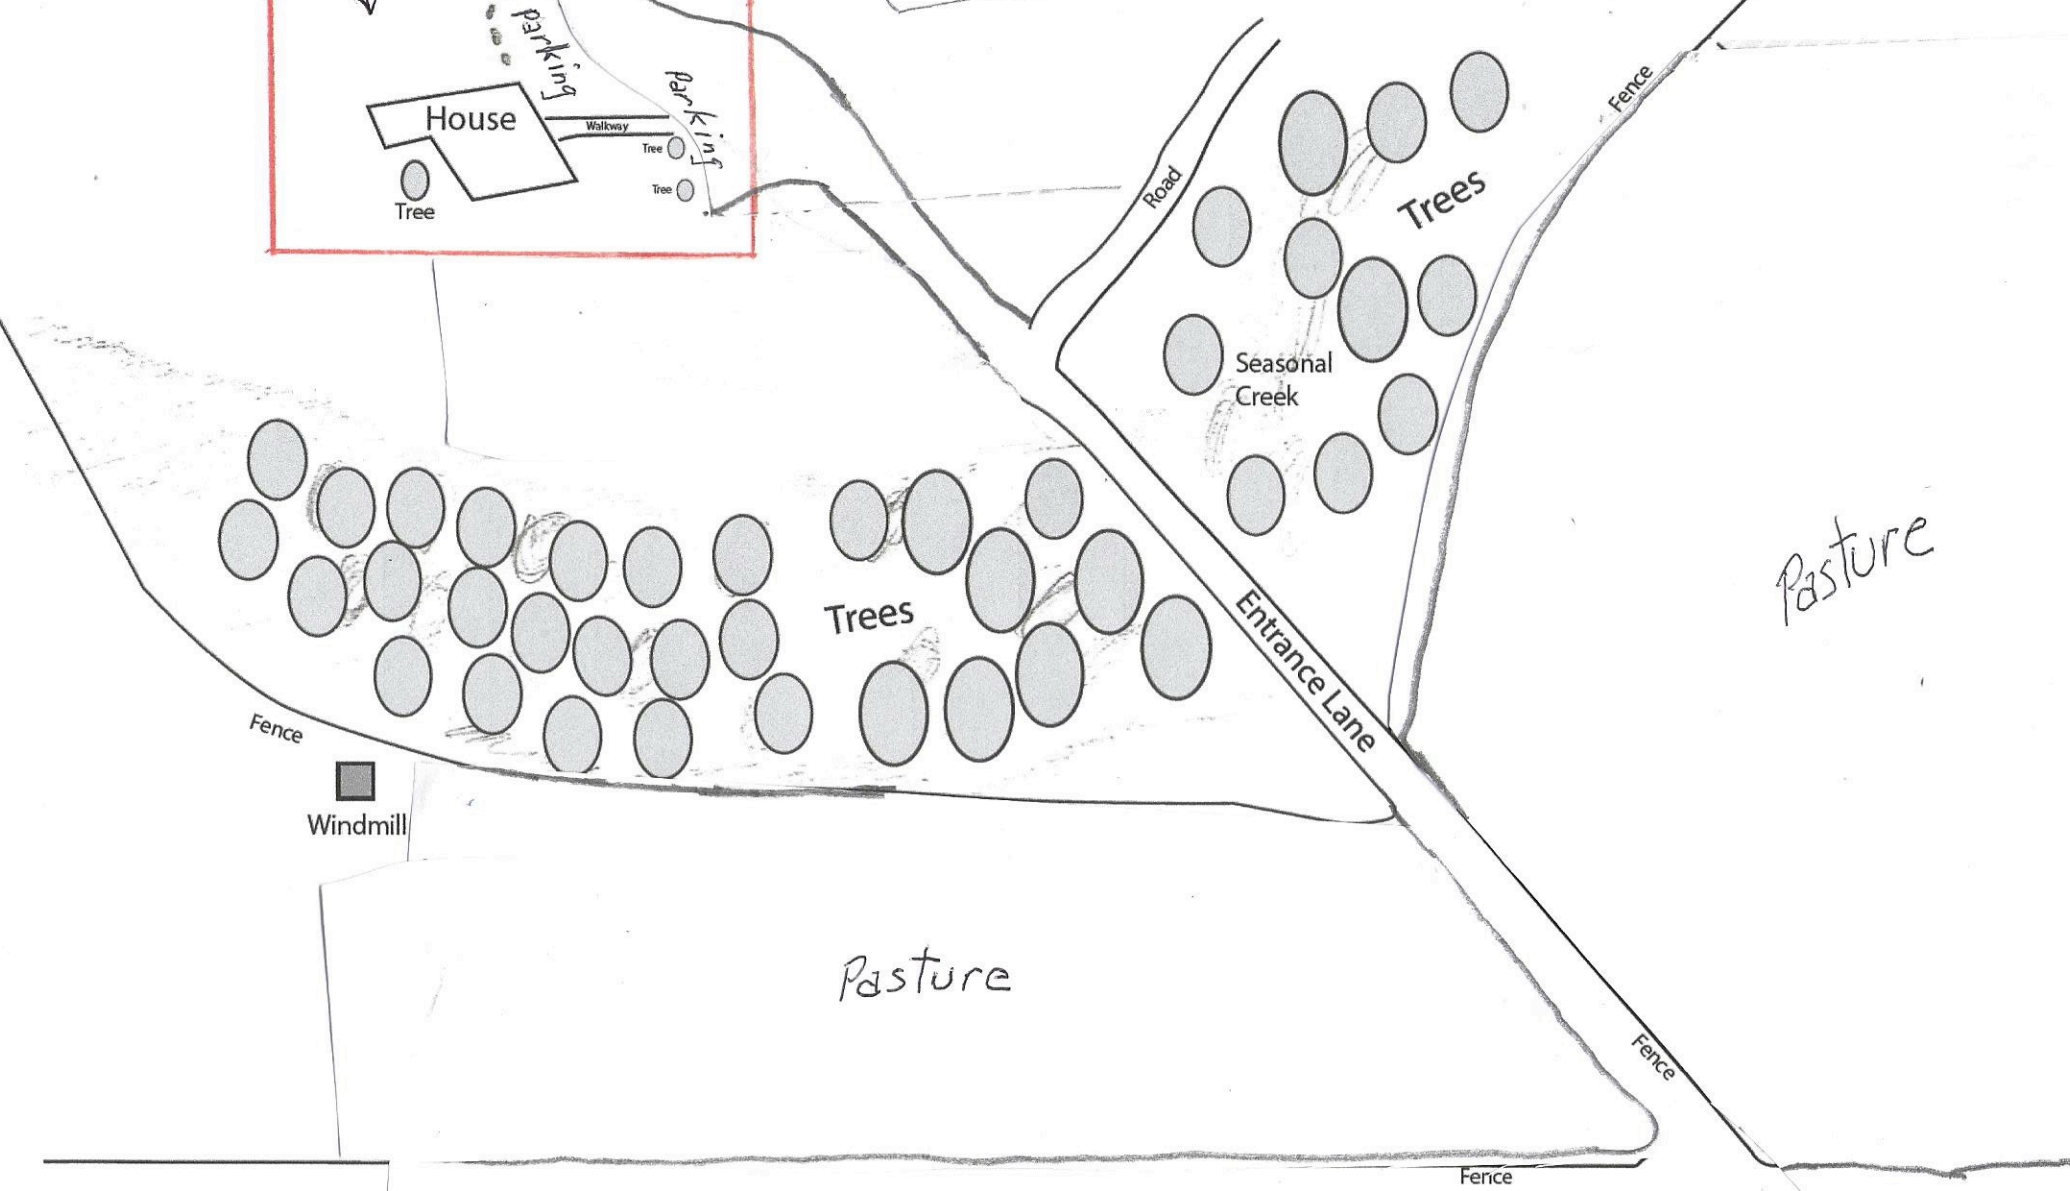 parking
parking
House
Walkway
Tree
Tree
Tree
Road
Fence
Trees
Seasonal
Creek
Pasture
Trees
Entrance Lane
Fence
Windmill
Pasture
Fence
Fence